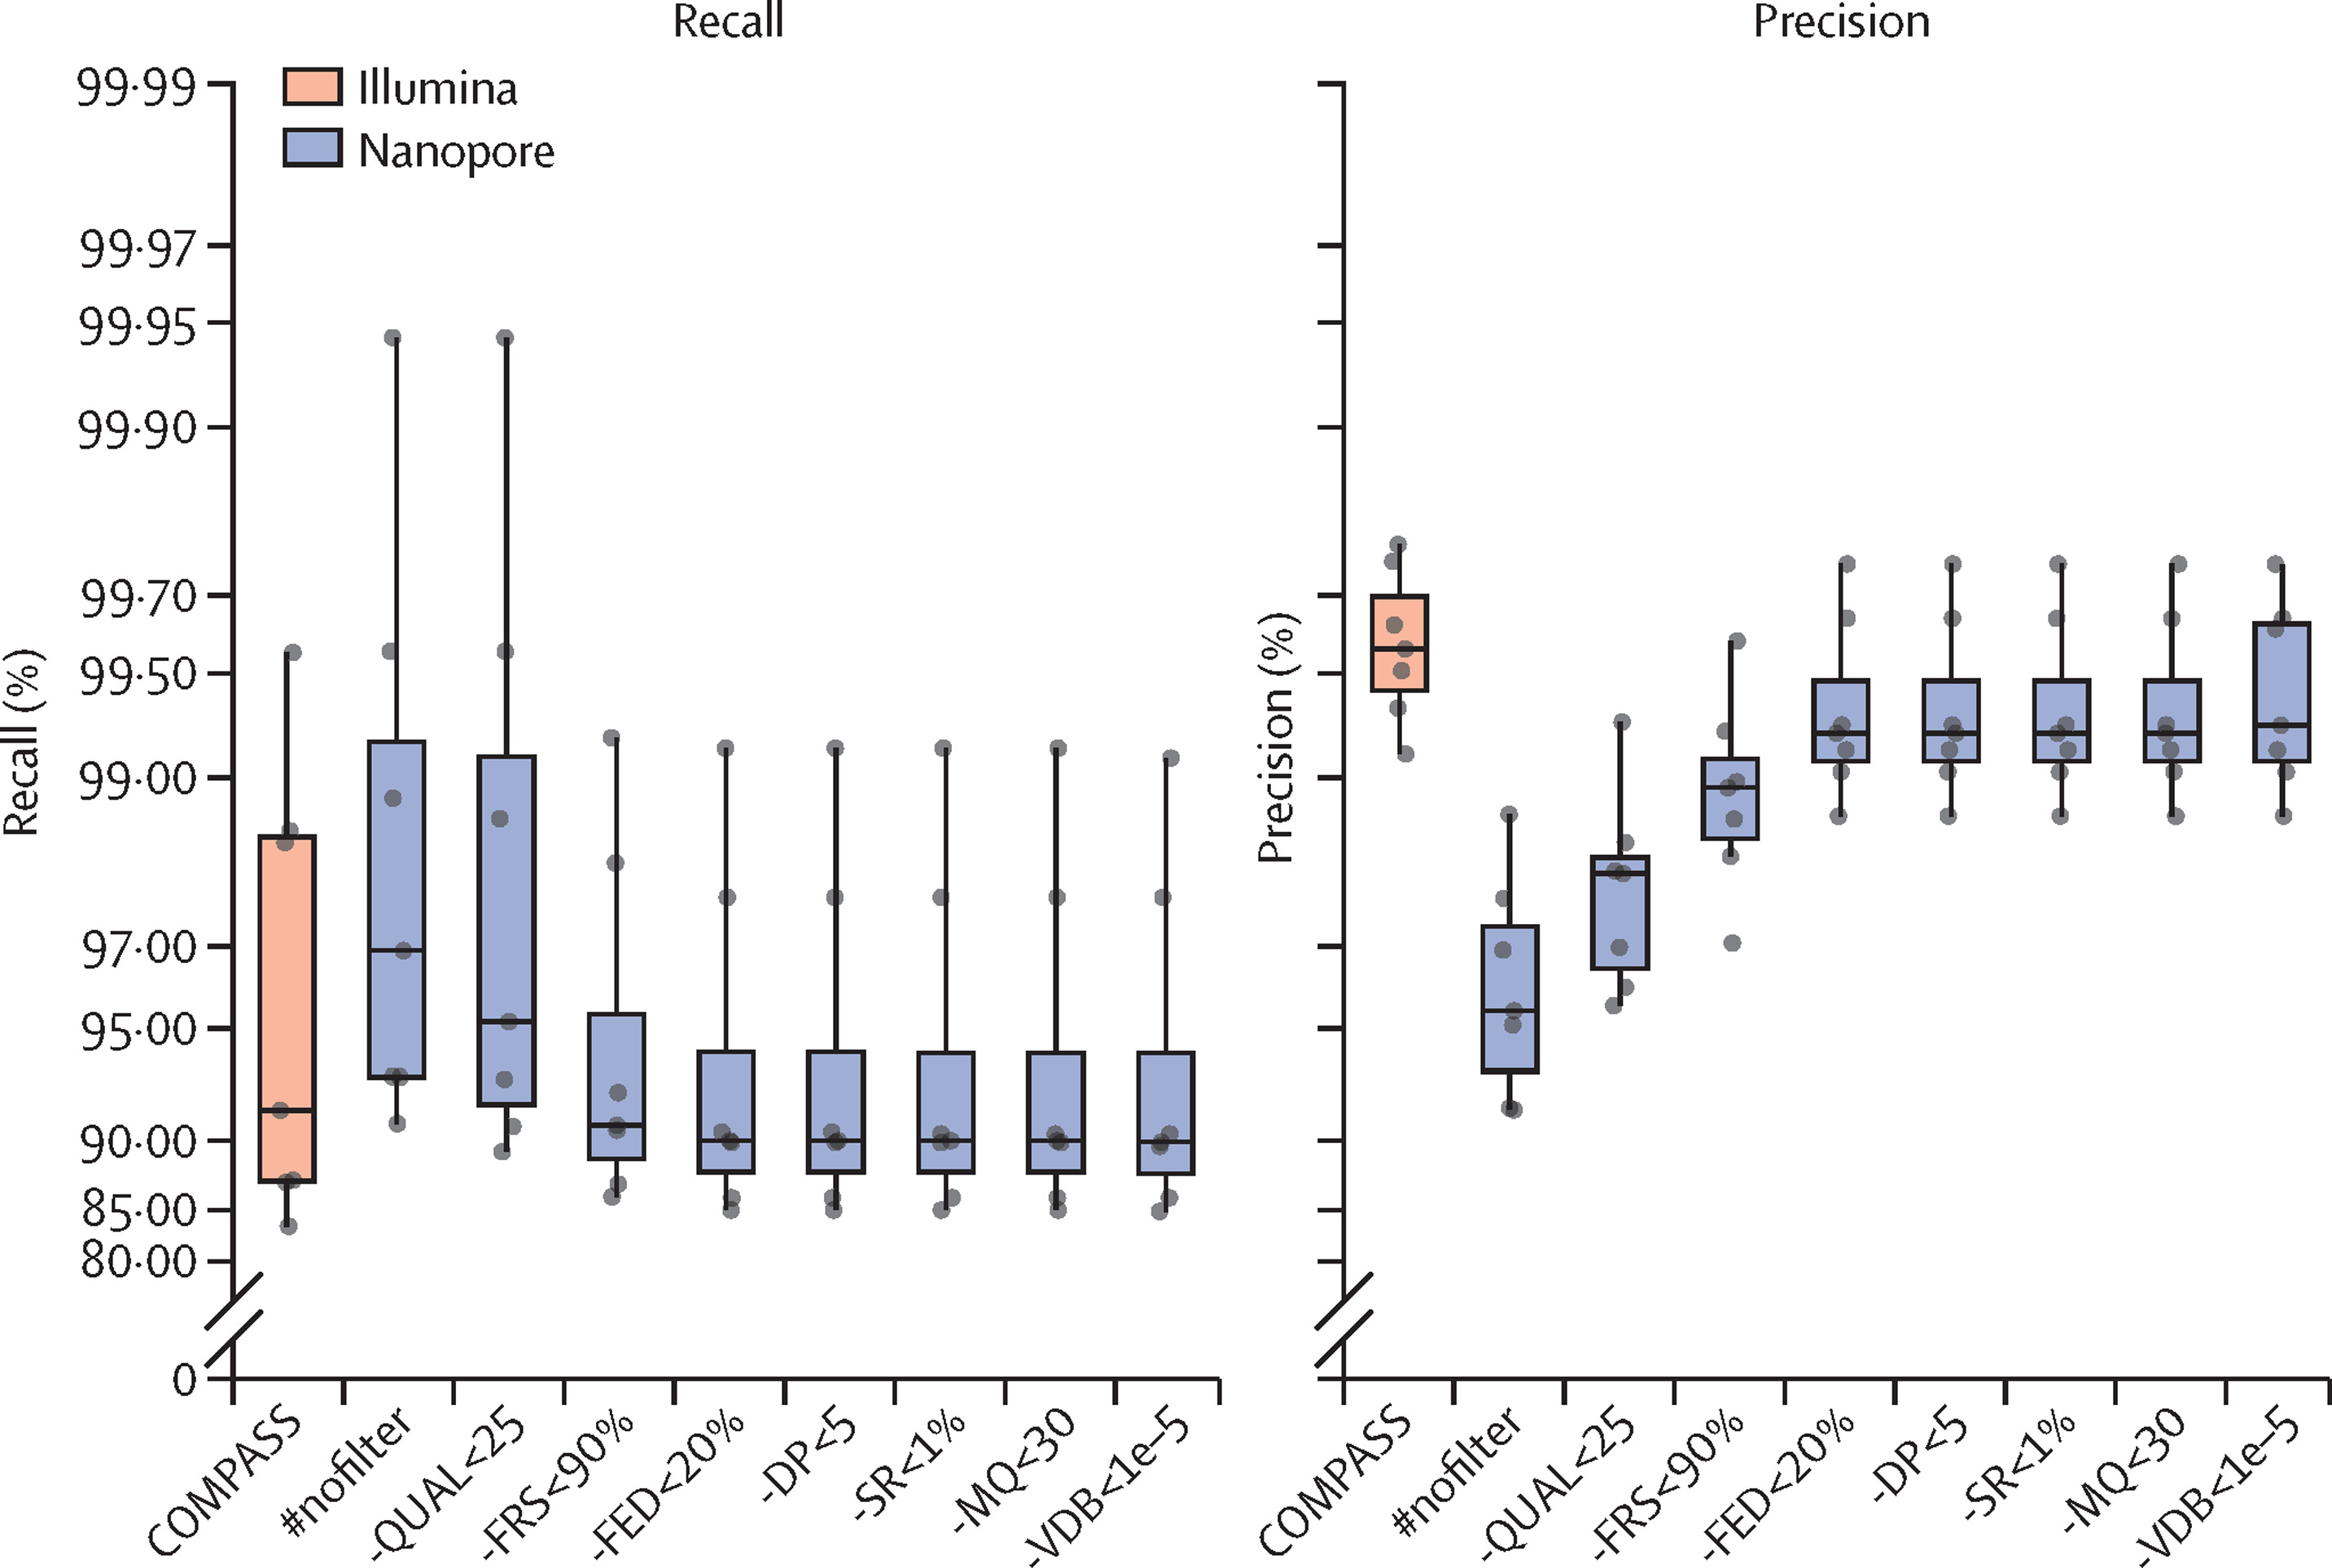 Recall
Precision
Illumina
Nanopore
99·99
99·97
99·95
99·90
99·70
99·50
99·00
97·00
95·00
90·00
85·00
80·00
0
Recall (%)
Precision (%)
COMPASS
#nofilter
-QUAL<25
-FRS<90%
-FED<20%
-DP<5
-SR<1%
-MQ<30
-VDB<1e–5
COMPASS
#nofilter
-QUAL<25
-FRS<90%
-FED<20%
-DP<5
-SR<1%
-MQ<30
-VDB<1e–5